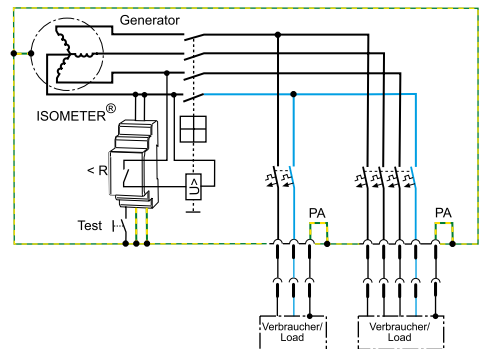 Generator
ISOMETER®
< R
U<
Test
PA
PA
Verbraucher/
Load
Verbraucher/
Load